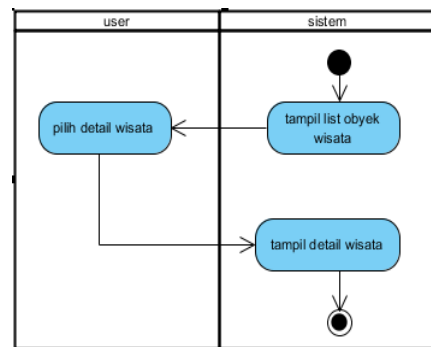 user
sistem
tampil list obyek
wisata
pilih detail wisata
tampil detail wisata